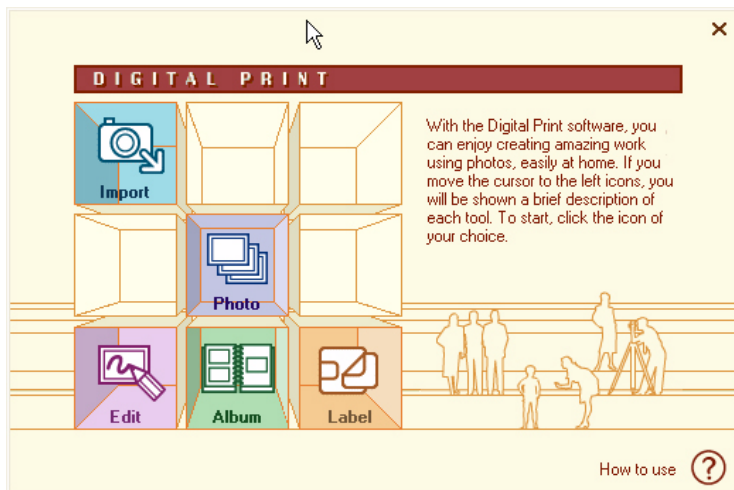 DIGITAL PRINT
Import
With the Digital Print software, you
can enjoy creating amazing work
using photos, easily at home. If you
move the cursor to the left icons, you
will be shown a brief description of
each tool. To start, click the icon of
your choice.
Photo
Edit
Album
Label
How to use ?